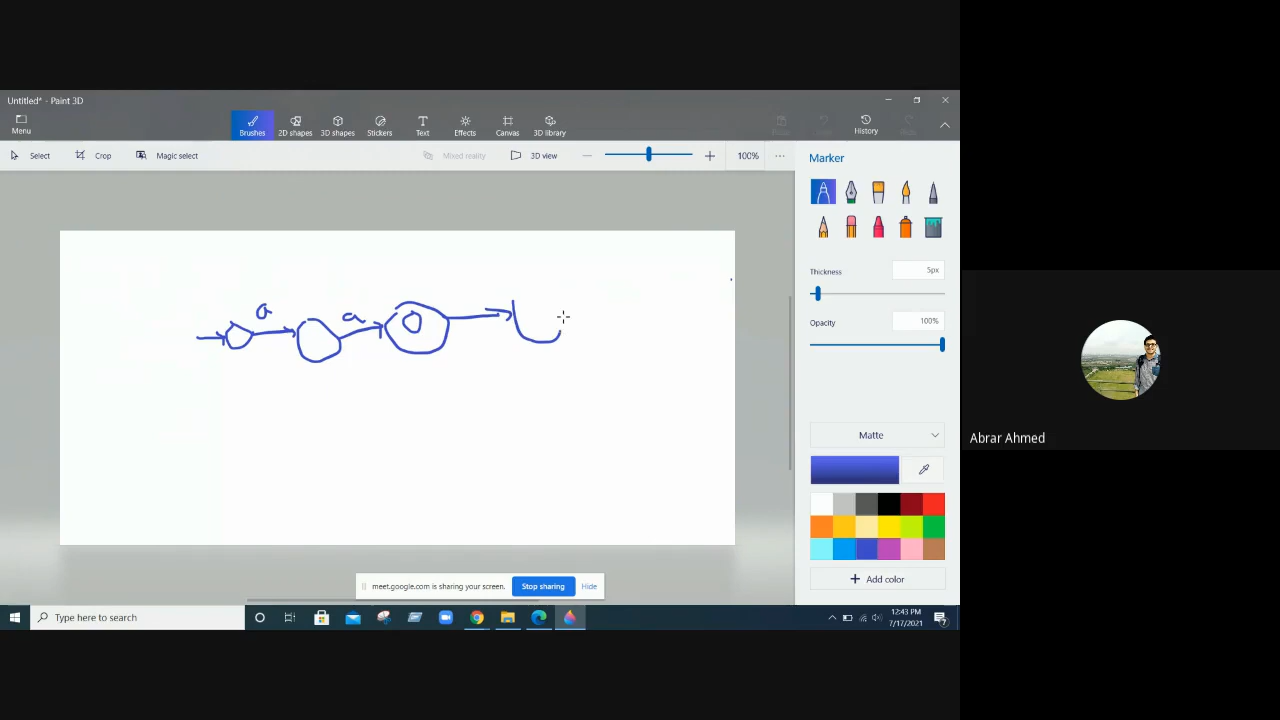 Untitled* - Paint 3D
Menu
Brushes
2D shapes
3D shapes
Stickers
Text
Effects
Canvas
3D library
History
Select
Crop
Magic select
Mixed reality
3D view
100%
Marker
Thickness
5px
Opacity
100%
Matte
Add color
a
a
meet.google.com is sharing your screen.
Stop sharing
Hide
Type here to search
12:43 PM
7/17/2021
Abrar Ahmed